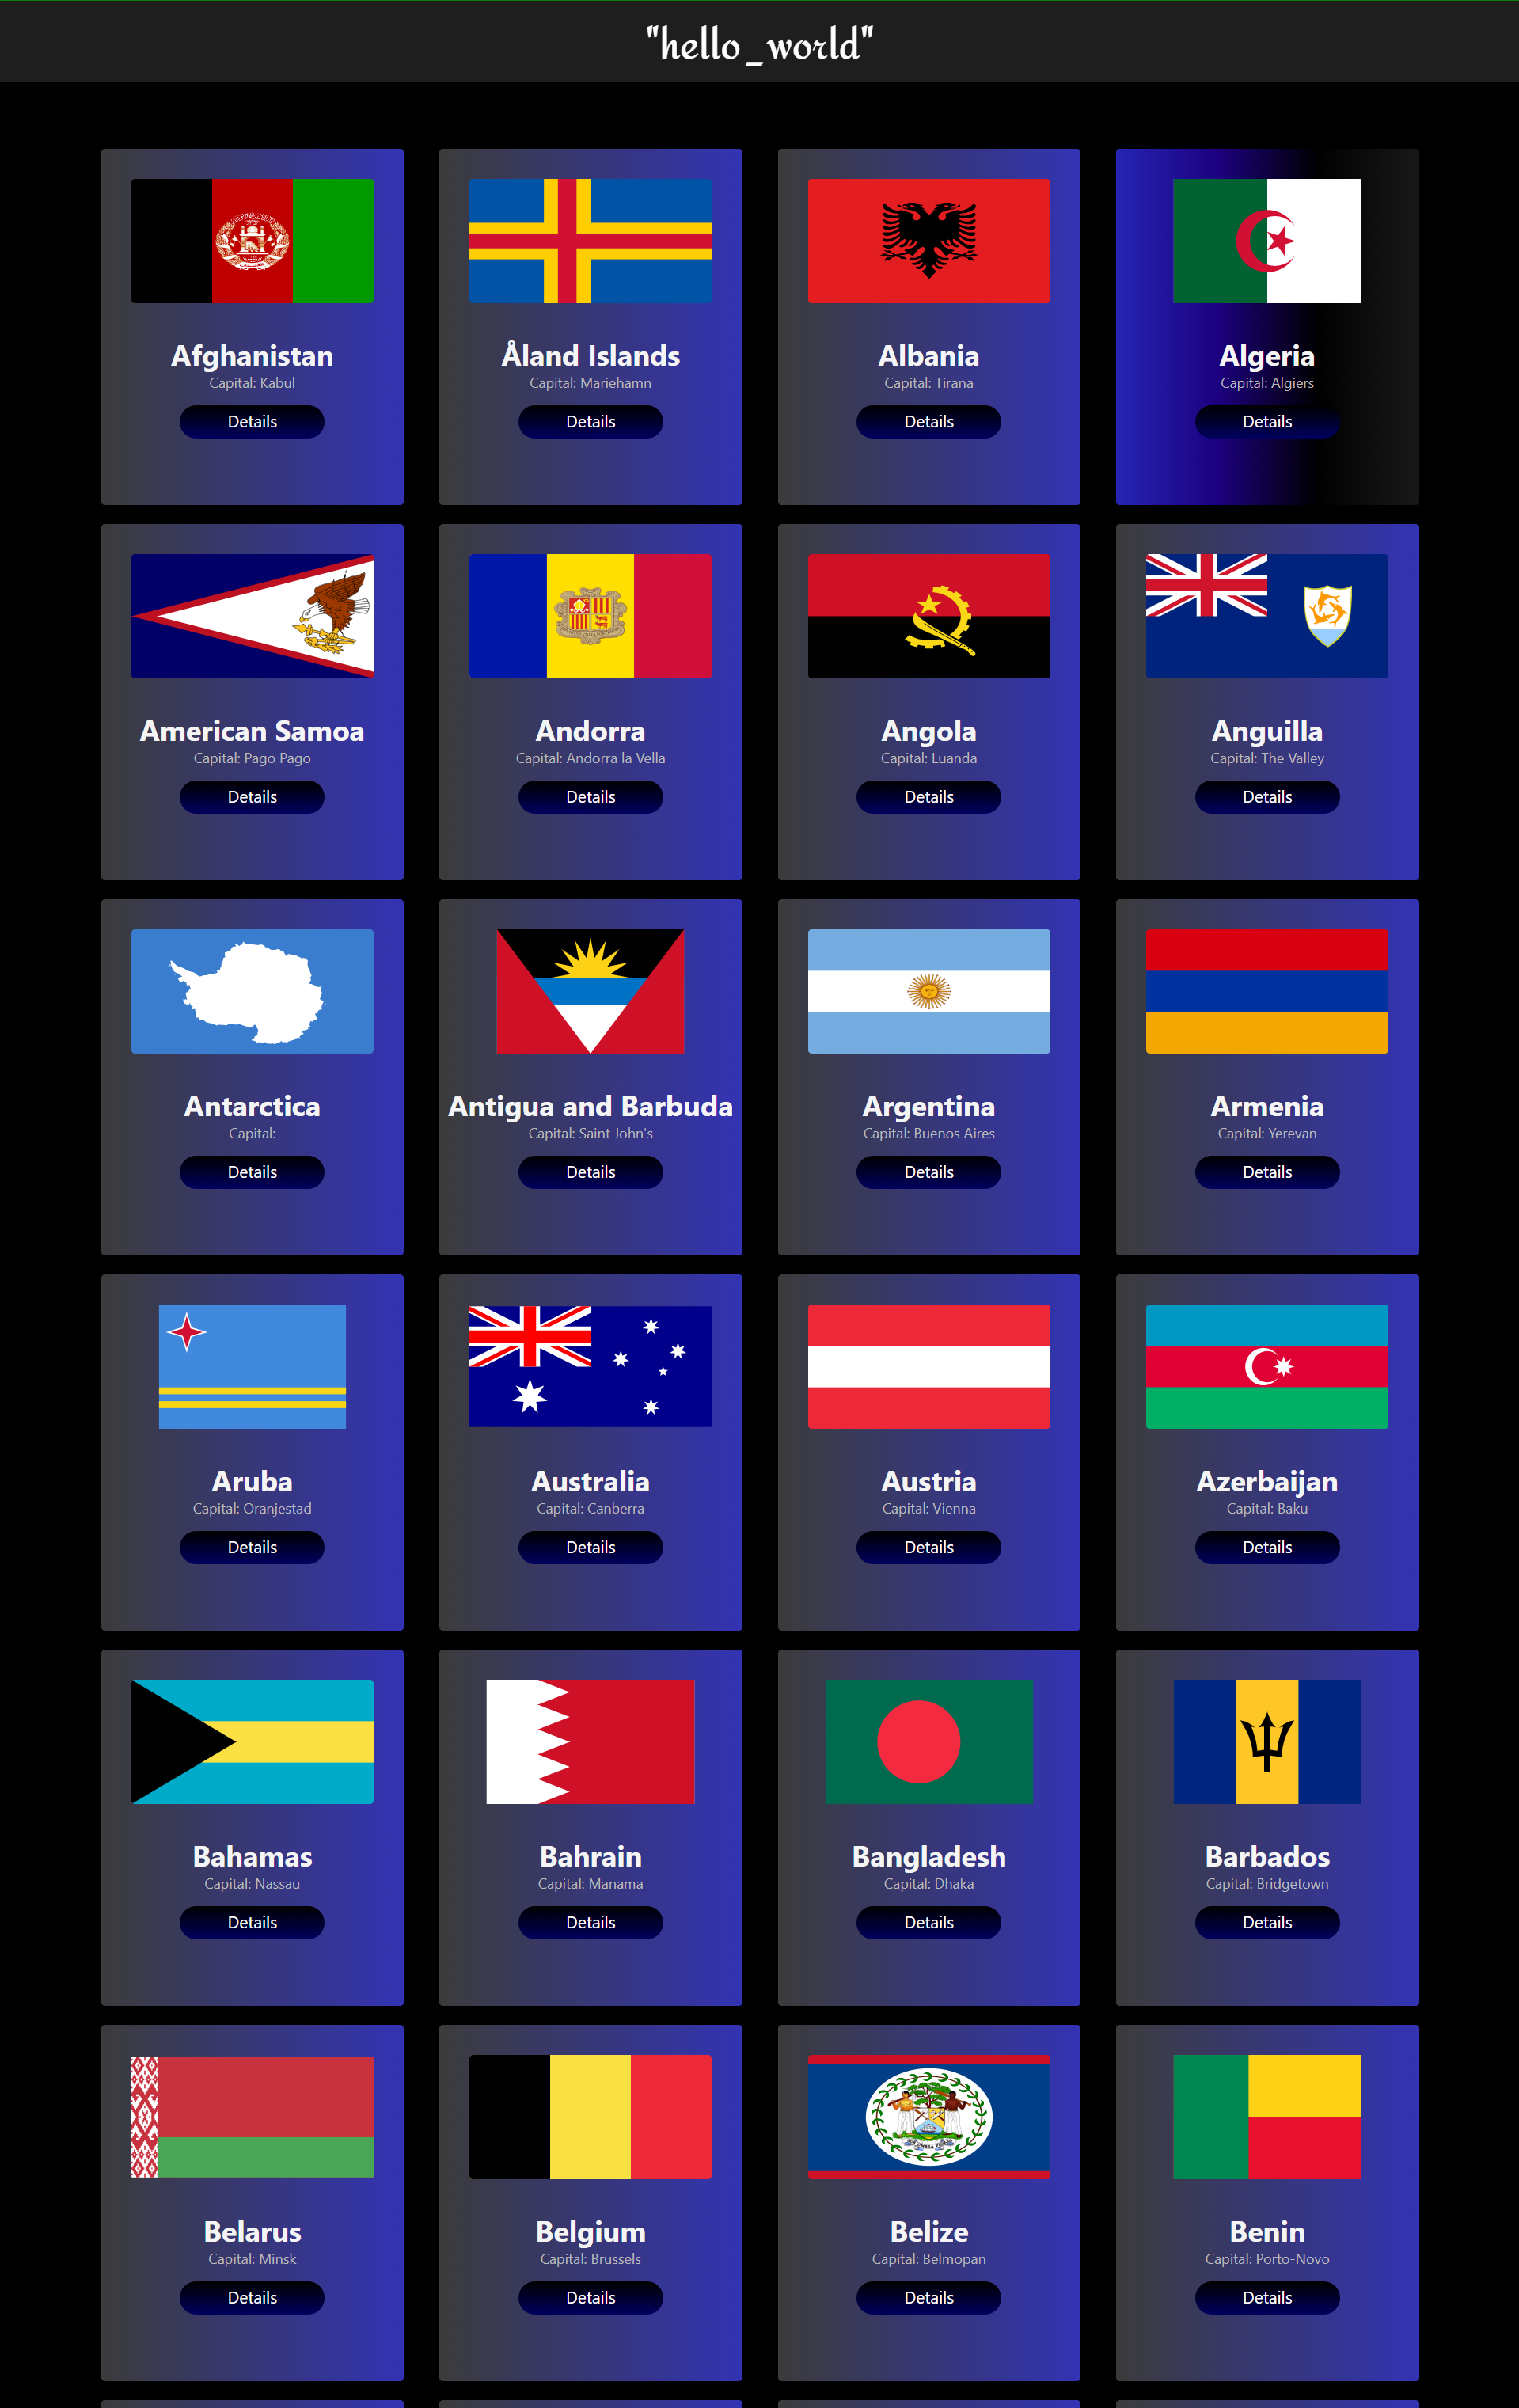 "hello_world"
Afghanistan
Capital: Kabul
Details
Åland Islands
Capital: Mariehamn
Details
Albania
Capital: Tirana
Details
Algeria
Capital: Algiers
Details
American Samoa
Capital: Pago Pago
Details
Andorra
Capital: Andorra la Vella
Details
Angola
Capital: Luanda
Details
Anguilla
Capital: The Valley
Details
Antarctica
Capital:
Details
Antigua and Barbuda
Capital: Saint John's
Details
Argentina
Capital: Buenos Aires
Details
Armenia
Capital: Yerevan
Details
Aruba
Capital: Oranjestad
Details
Australia
Capital: Canberra
Details
Austria
Capital: Vienna
Details
Azerbaijan
Capital: Baku
Details
Bahamas
Capital: Nassau
Details
Bahrain
Capital: Manama
Details
Bangladesh
Capital: Dhaka
Details
Barbados
Capital: Bridgetown
Details
Belarus
Capital: Minsk
Details
Belgium
Capital: Brussels
Details
Belize
Capital: Belmopan
Details
Benin
Capital: Porto-Novo
Details